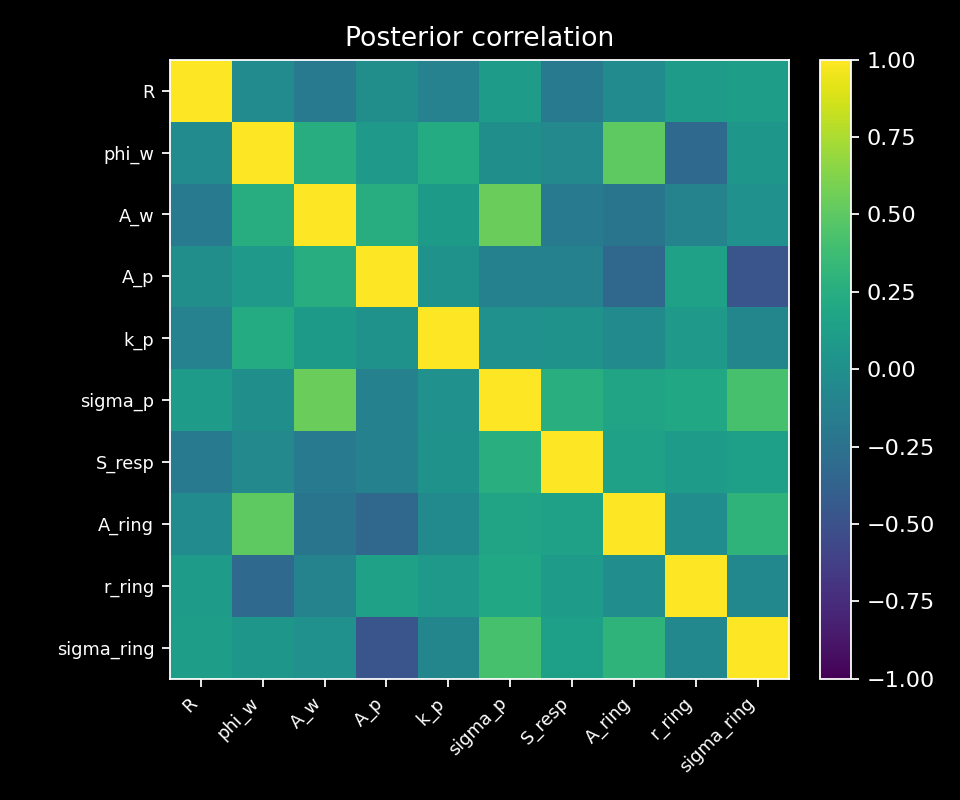 Posterior correlation
R
phi_w
A_w
A_p
k_p
sigma_p
S_resp
A_ring
r_ring
sigma_ring
R
phi_w
A_w
A_p
k_p
sigma_p
S_resp
A_ring
r_ring
sigma_ring
1.00
0.75
0.50
0.25
0.00
−0.25
−0.50
−0.75
−1.00